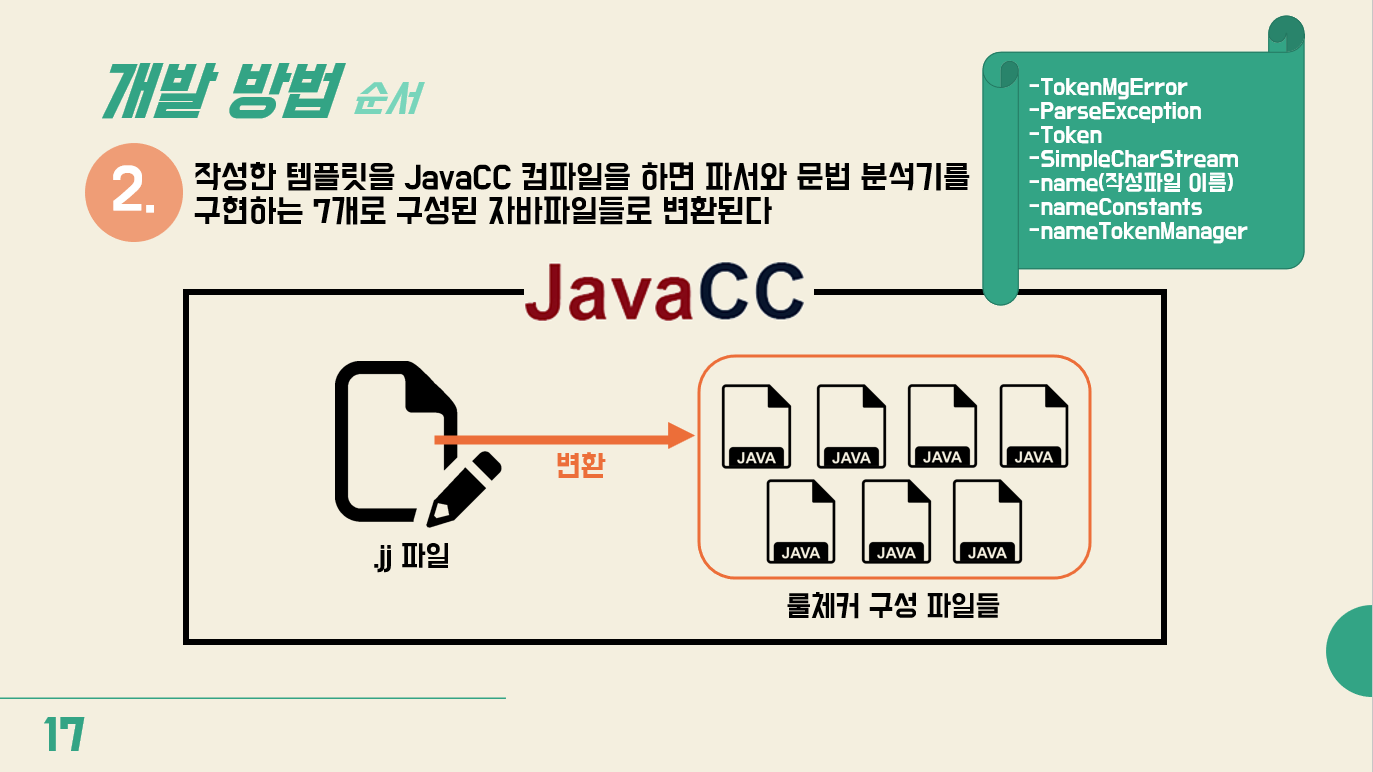 개발 방법 순서
2.
작성한 템플릿을 JavaCC 컴파일을 하면 파서와 문법 분석기를
구현하는 7개로 구성된 자바파일들로 변환된다
-TokenMgError
-ParseException
-Token
-SimpleCharStream
-name(작성파일 이름)
-nameConstants
-nameTokenManager
JavaCC
변환
.jj 파일
JAVA
JAVA
JAVA
JAVA
JAVA
JAVA
JAVA
룰체커 구성 파일들
17